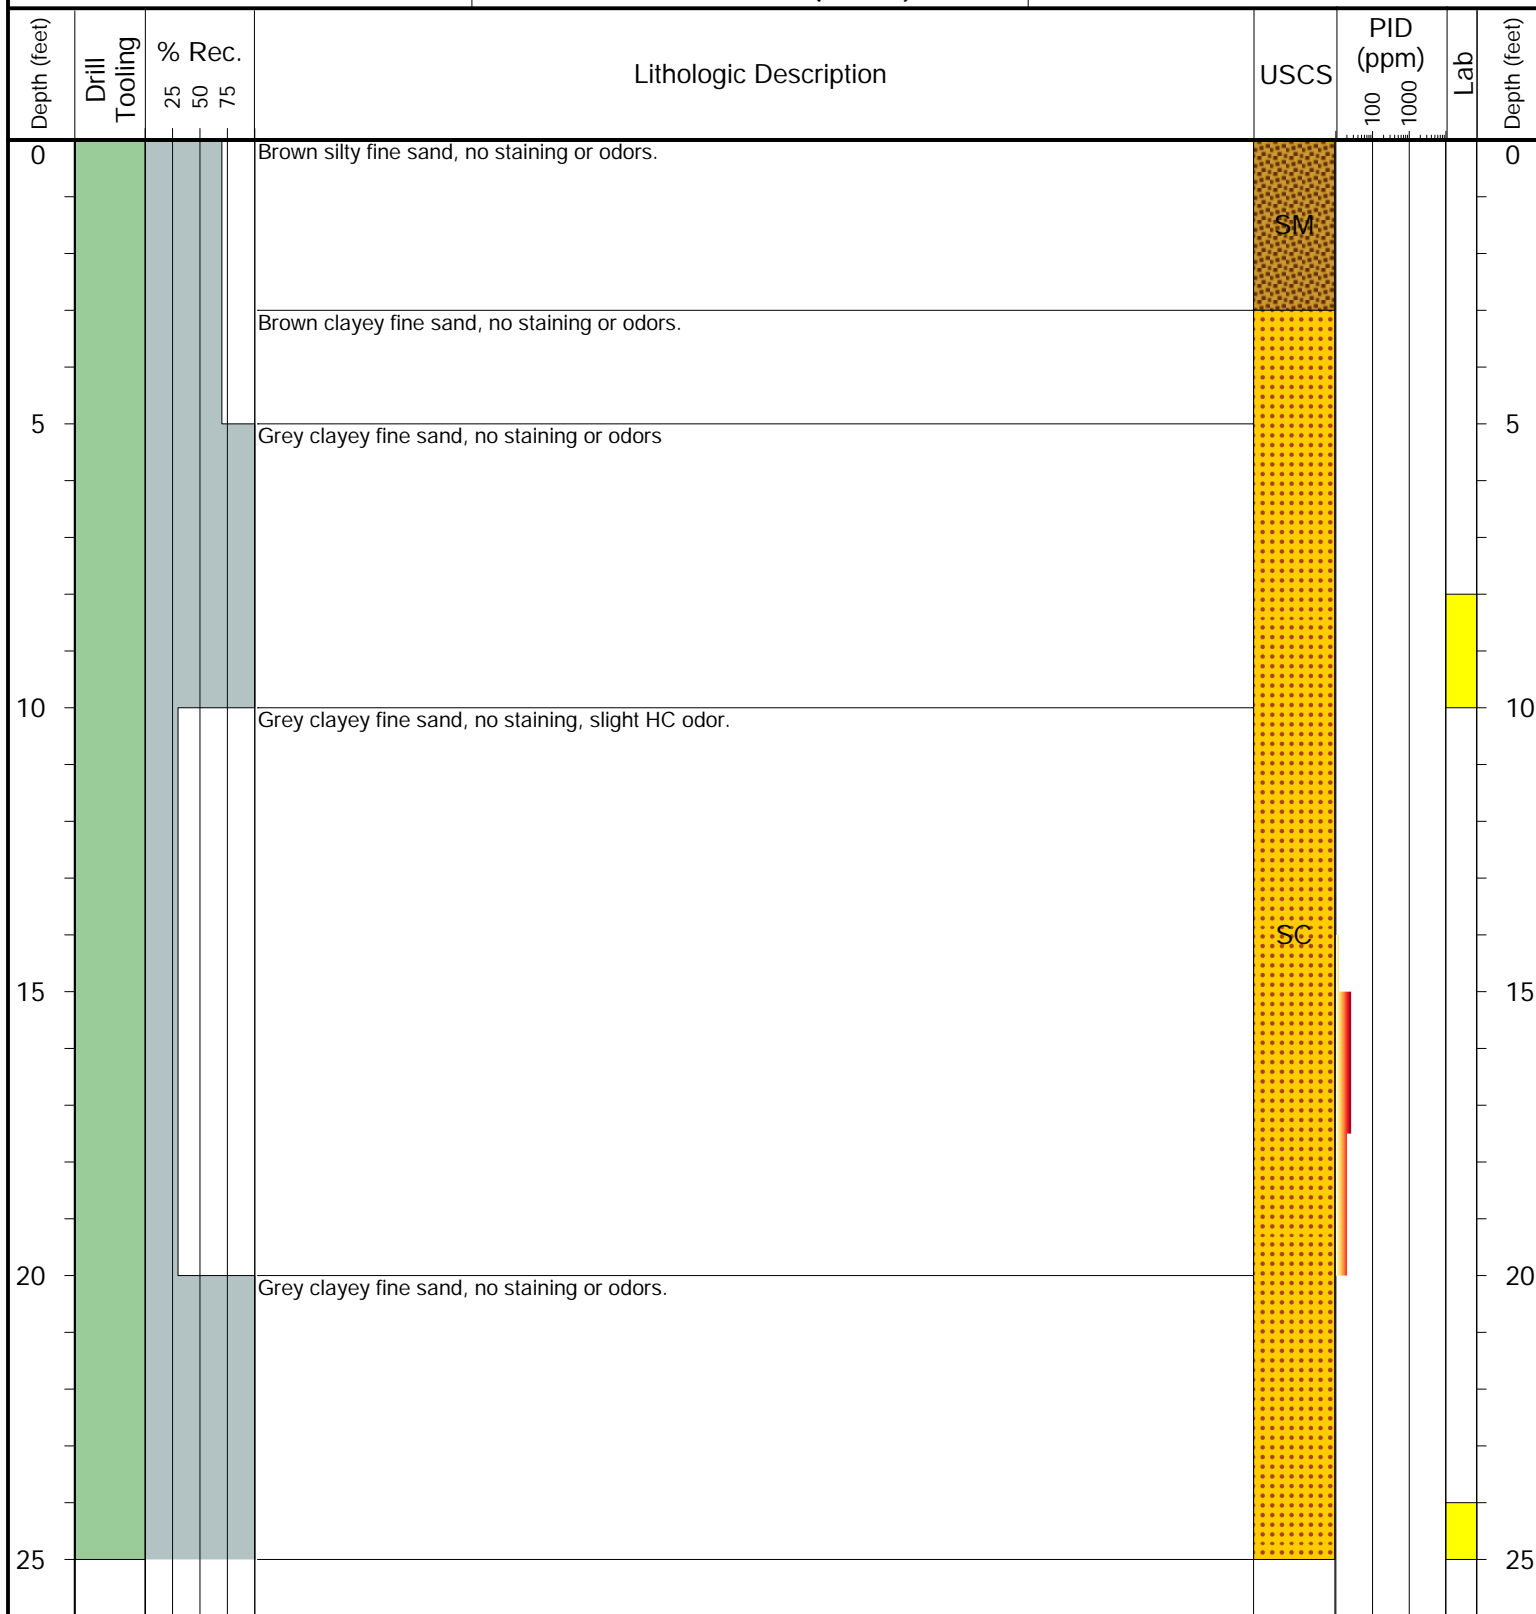 Depth (feet)
Drill
Tooling
% Rec.
25
50
75
Lithologic Description
USCS
PID
(ppm)
100
1000
Lab
Depth (feet)
0
Brown silty fine sand, no staining or odors.
0
SM
Brown clayey fine sand, no staining or odors.
5
Grey clayey fine sand, no staining or odors
5
10
Grey clayey fine sand, no staining, slight HC odor.
10
SC
15
15
20
Grey clayey fine sand, no staining or odors.
20
25
25